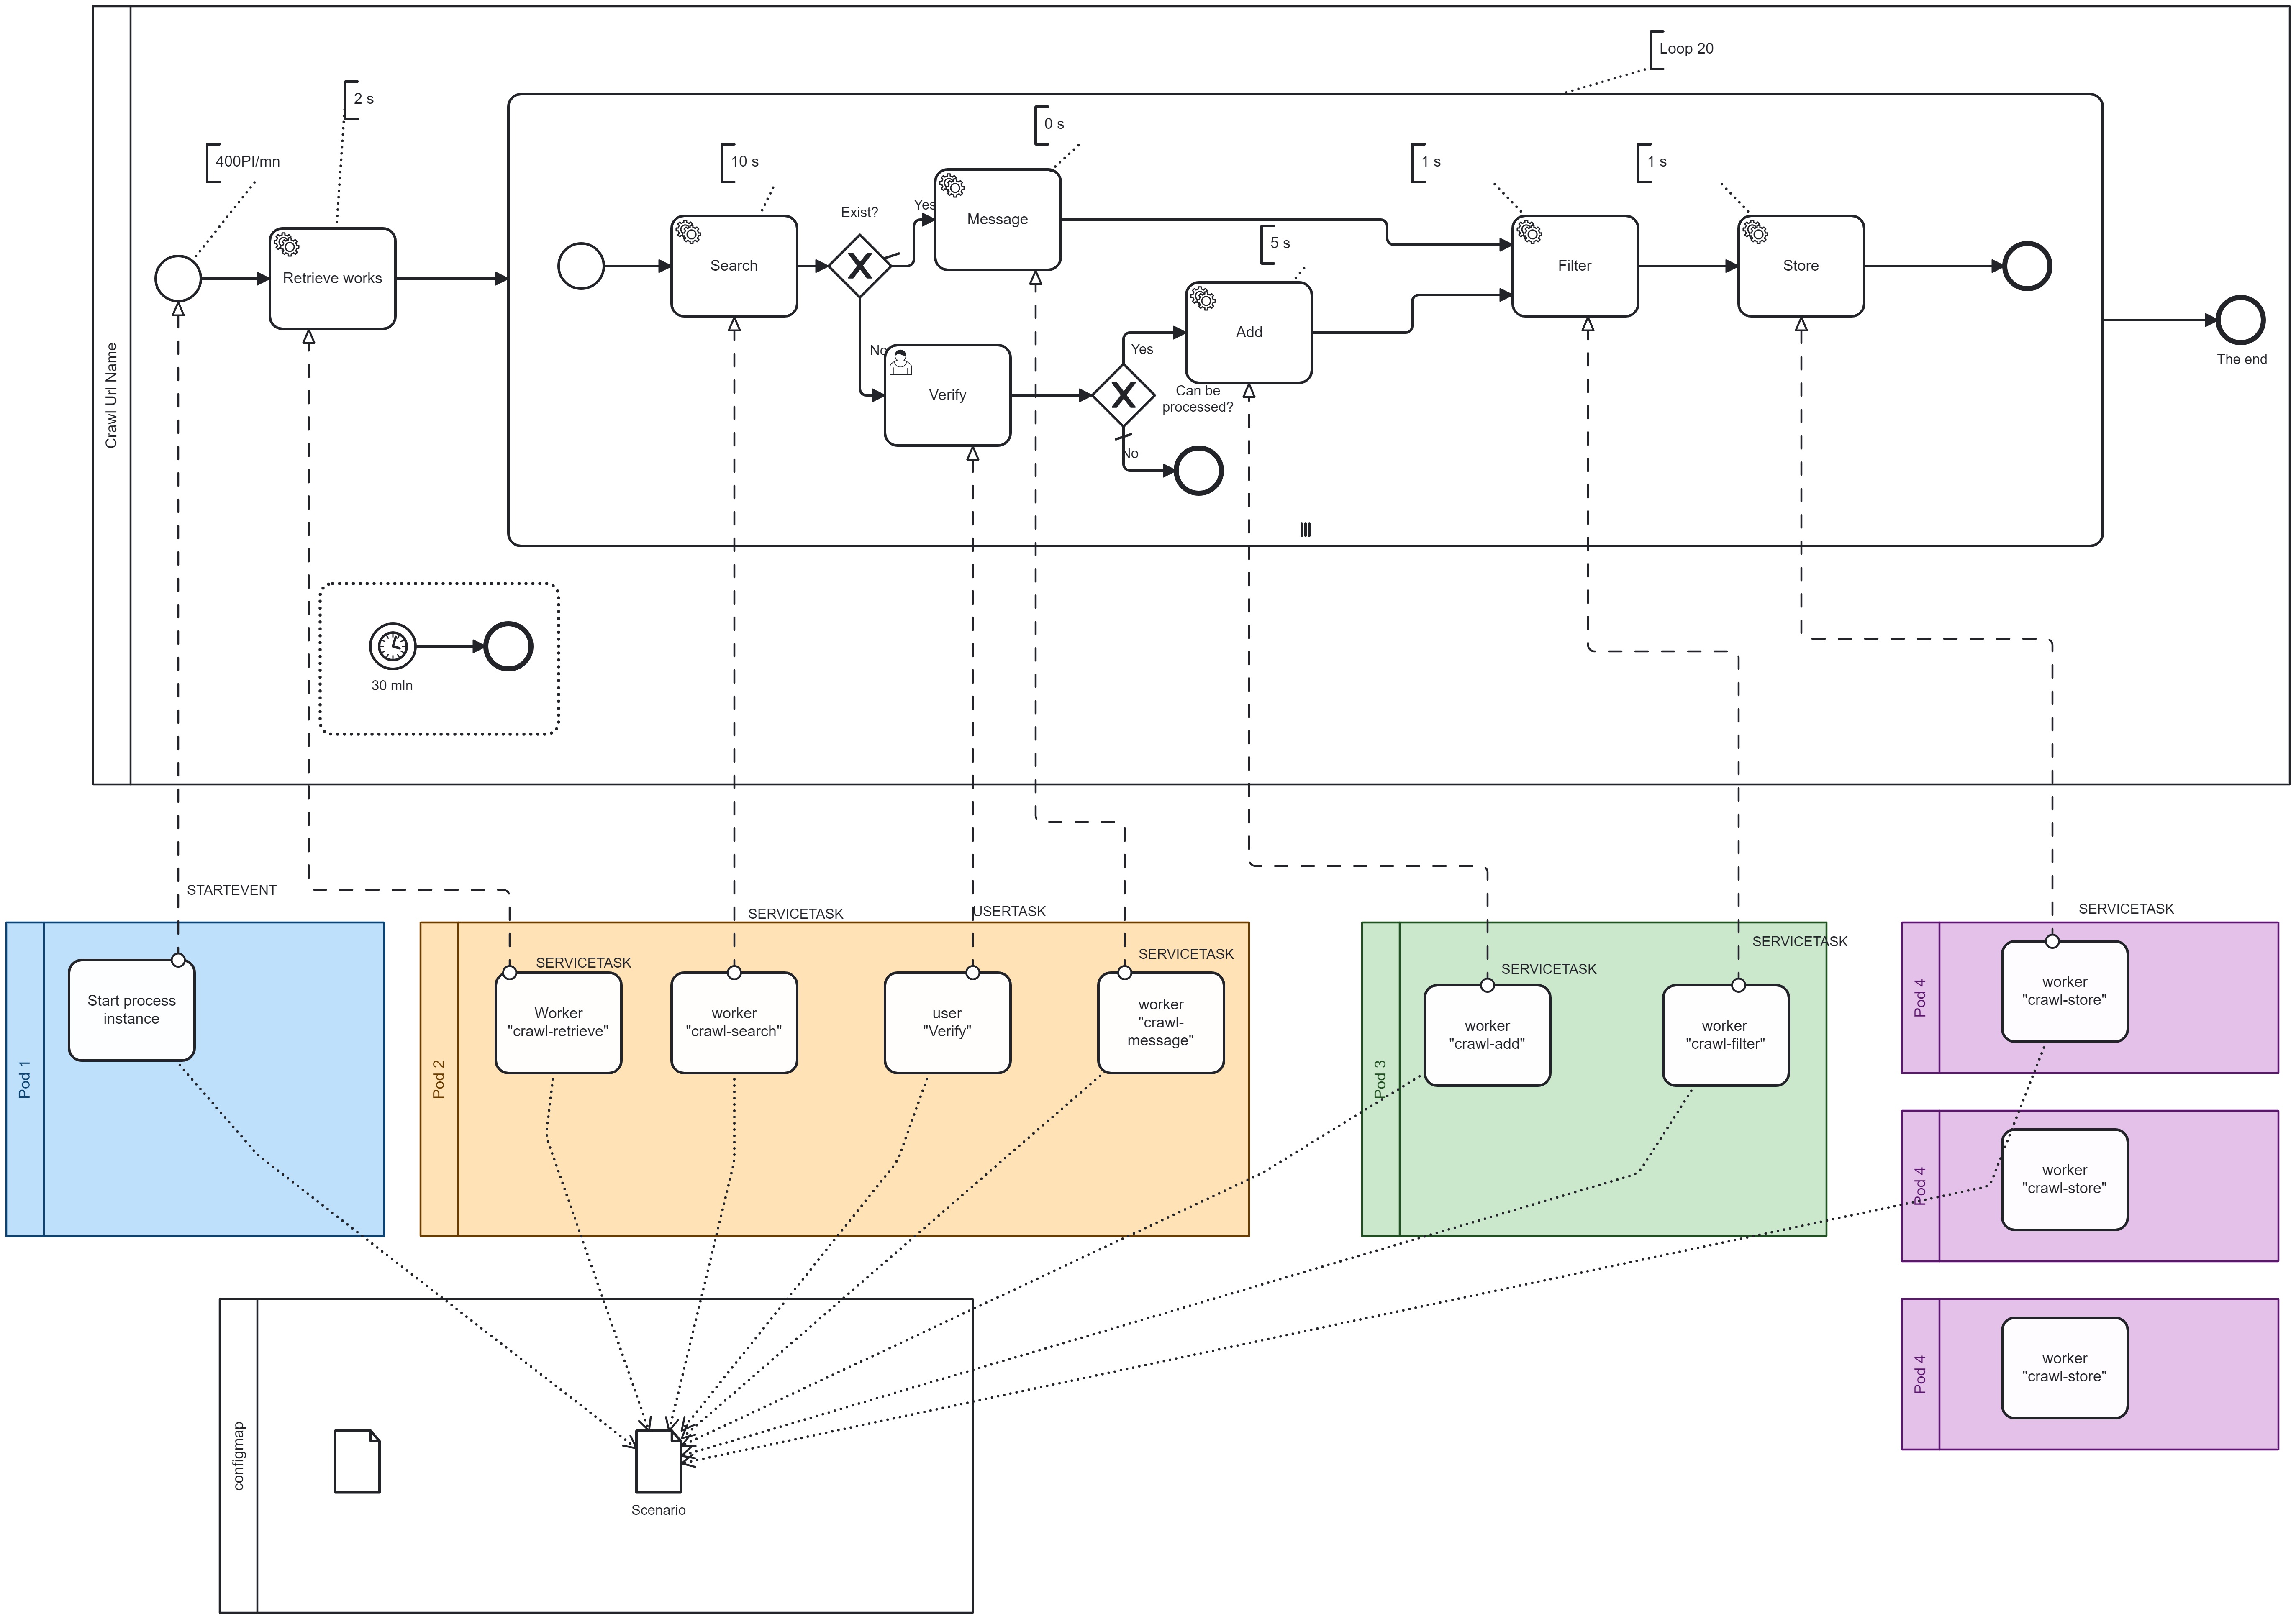 Crawl Url Name
Loop 20
2 s
400PI/mn
10 s
0 s
1 s
1 s
5 s
Retrieve works
Search
Exist?
Yes
Message
No
Verify
Yes
Add
Can be
processed?
No
Filter
Store
The end
30 mln
STARTEVENT
SERVICETASK
SERVICETASK
USERTASK
SERVICETASK
SERVICETASK
SERVICETASK
SERVICETASK
Pod 1
Start process
instance
Pod 2
Worker
"crawl-retrieve"
worker
"crawl-search"
user
"Verify"
worker
"crawl-
message"
Pod 3
worker
"crawl-add"
worker
"crawl-filter"
Pod 4
worker
"crawl-store"
Pod 4
worker
"crawl-store"
Pod 4
worker
"crawl-store"
configmap
Scenario